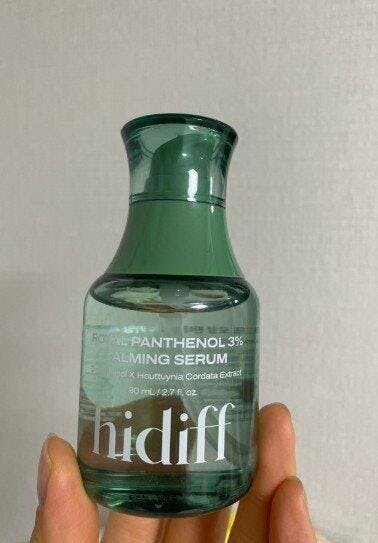 ROYAL PANTHENOL 3%
CALMING SERUM
X Houttuynia Cordata Extract
80 mL / 2.7 fl. oz.
hidiff